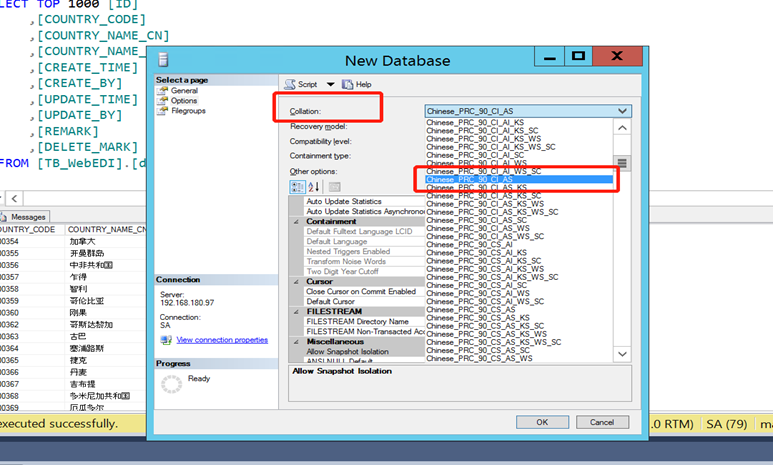 LECT TOP 1000 [ID]
,[COUNTRY_CODE]
,[COUNTRY_NAME_CN]
,[COUNTRY_NAME_
,[CREATE_TIME]
,[CREATE_BY]
,[UPDATE_TIME]
,[UPDATE_BY]
,[REMARK]
,[DELETE_MARK]
FROM [TB_WebEDI].[d
Messages
OUNTRY_CODE COUNTRY_NAME_CN
00354 加拿大
00355 开曼群岛
00356 中非共和国
00357 乍得
00358 智利
00359 哥伦比亚
00360 刚果
00362 哥斯达黎加
00363 古巴
00364 塞浦路斯
00365 捷克
00366 丹麦
00367 吉布提
00368 多米尼加共和国
00369 厄瓜多尔
executed successfully.
.0 RTM) SA (79) ma
New Database
Select a page
General
Options
Filegroups
Connection
Server:
192.168.180.97
Connection:
SA
View connection properties
Progress
Ready
Script Help
Collation: Chinese_PRC_90_CI_AS
Recovery model:
Compatibility level:
Containment type:
Other options:
Chinese_PRC_90_CI_AI_KS
Chinese_PRC_90_CI_AI_KS_SC
Chinese_PRC_90_CI_AI_KS_WS
Chinese_PRC_90_CI_AI_KS_WS_SC
Chinese_PRC_90_CI_AI_SC
Chinese_PRC_90_CI_AI_WS
Chinese_PRC_90_CI_AI_WS_SC
Chinese_PRC_90_CI_AS
Chinese_PRC_90_CI_AS_KS
Chinese_PRC_90_CI_AS_KS_SC
Chinese_PRC_90_CI_AS_KS_WS
Chinese_PRC_90_CI_AS_KS_WS_SC
Chinese_PRC_90_CI_AS_SC
Chinese_PRC_90_CI_AS_WS
Chinese_PRC_90_CI_AS_WS_SC
Chinese_PRC_90_CS_AI
Chinese_PRC_90_CS_AI_KS
Chinese_PRC_90_CS_AI_KS_SC
Chinese_PRC_90_CS_AI_KS_WS
Chinese_PRC_90_CS_AI_KS_WS_SC
Chinese_PRC_90_CS_AI_SC
Chinese_PRC_90_CS_AI_WS
Chinese_PRC_90_CS_AI_WS_SC
Chinese_PRC_90_CS_AS
Chinese_PRC_90_CS_AS_KS
Chinese_PRC_90_CS_AS_KS_SC
Chinese_PRC_90_CS_AS_KS_WS
Chinese_PRC_90_CS_AS_KS_WS_SC
Chinese_PRC_90_CS_AS_SC
Chinese_PRC_90_CS_AS_WS
Auto Update Statistics
Auto Update Statistics Asynchronou
Containment
Default Fulltext Language LCID
Default Language
Nested Triggers Enabled
Transform Noise Words
Two Digit Year Cutoff
Cursor
Close Cursor on Commit Enabled
Default Cursor
FILESTREAM
FILESTREAM Directory Name
FILESTREAM Non-Transacted Acc
Miscellaneous
Allow Snapshot Isolation
ANSI NULL Default
Allow Snapshot Isolation
OK Cancel